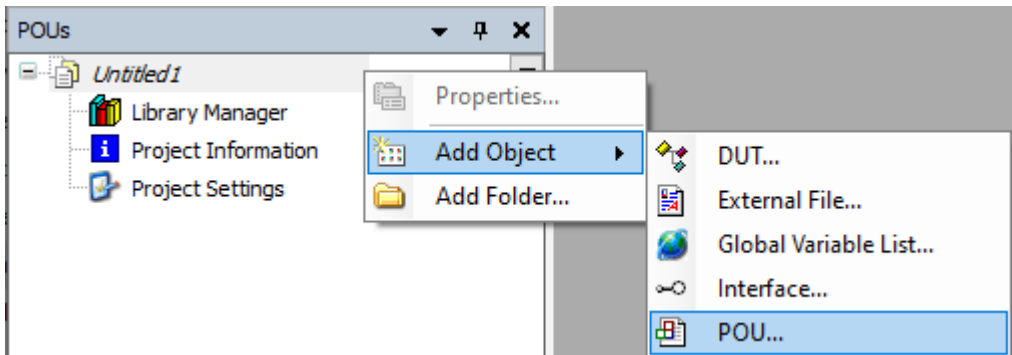 POUs
Untitled1
Library Manager
Project Information
Project Settings
Properties...
Add Object
Add Folder...
DUT...
External File...
Global Variable List...
Interface...
POU...